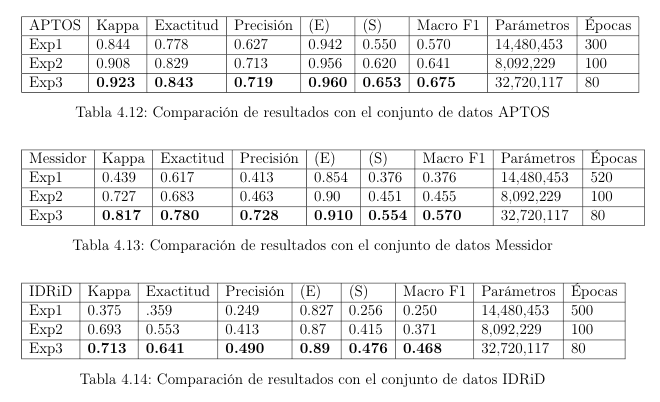 APTOS Kappa Exactitud Precisión (E) (S) Macro F1 Parámetros Épocas
Exp1 0.844 0.778 0.627 0.942 0.550 0.570 14,480,453 300
Exp2 0.908 0.829 0.713 0.956 0.620 0.641 8,092,229 100
Exp3 0.923 0.843 0.719 0.960 0.653 0.675 32,720,117 80
Tabla 4.12: Comparación de resultados con el conjunto de datos APTOS
Messidor Kappa Exactitud Precisión (E) (S) Macro F1 Parámetros Épocas
Exp1 0.439 0.617 0.413 0.854 0.376 0.376 14,480,453 520
Exp2 0.727 0.683 0.463 0.90 0.451 0.455 8,092,229 100
Exp3 0.817 0.780 0.728 0.910 0.554 0.570 32,720,117 80
Tabla 4.13: Comparación de resultados con el conjunto de datos Messidor
IDRiD Kappa Exactitud Precisión (E) (S) Macro F1 Parámetros Épocas
Exp1 0.375 .359 0.249 0.827 0.256 0.250 14,480,453 500
Exp2 0.693 0.553 0.413 0.87 0.415 0.371 8,092,229 100
Exp3 0.713 0.641 0.490 0.89 0.476 0.468 32,720,117 80
Tabla 4.14: Comparación de resultados con el conjunto de datos IDRiD